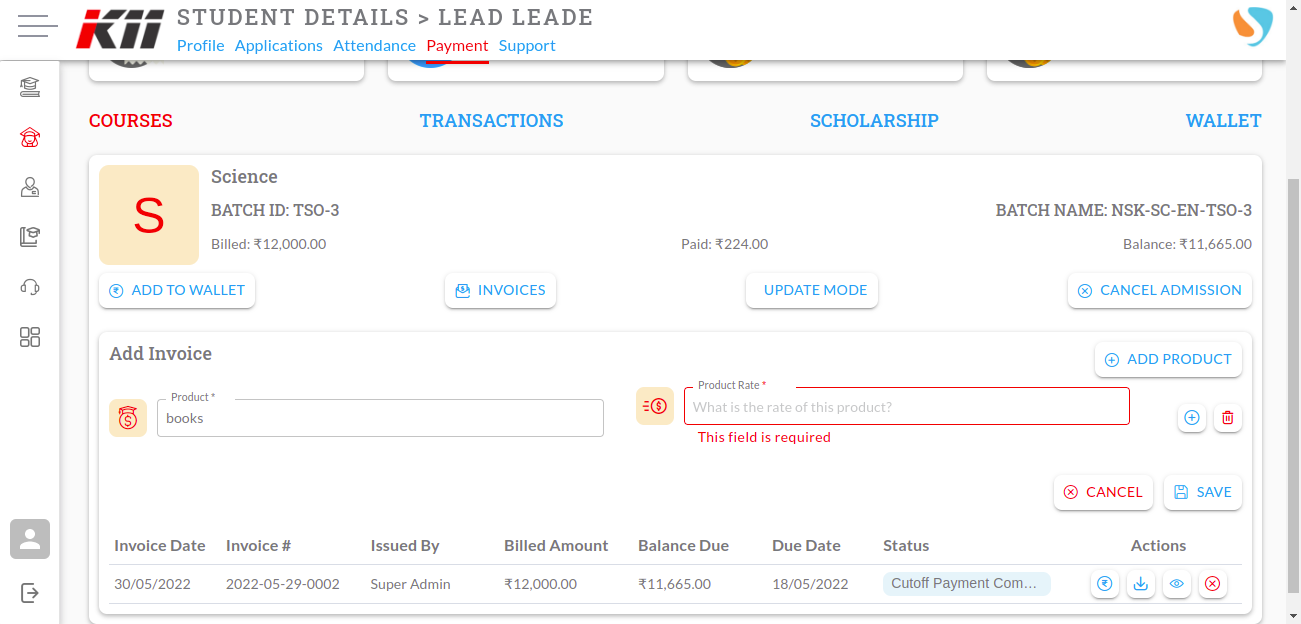 KII
STUDENT DETAILS > LEAD LEADE
Profile Applications Attendance Payment Support
COURSES TRANSACTIONS SCHOLARSHIP WALLET
S
Science
BATCH ID: TSO-3 BATCH NAME: NSK-SC-EN-TSO-3
Billed: ₹12,000.00 Paid: ₹224.00 Balance: ₹11,665.00
ADD TO WALLET INVOICES UPDATE MODE CANCEL ADMISSION
Add Invoice
ADD PRODUCT
Product * Product Rate *
books What is the rate of this product?
This field is required
CANCEL SAVE
Invoice Date Invoice # Issued By Billed Amount Balance Due Due Date Status Actions
30/05/2022 2022-05-29-0002 Super Admin ₹12,000.00 ₹11,665.00 18/05/2022 Cutoff Payment Com...